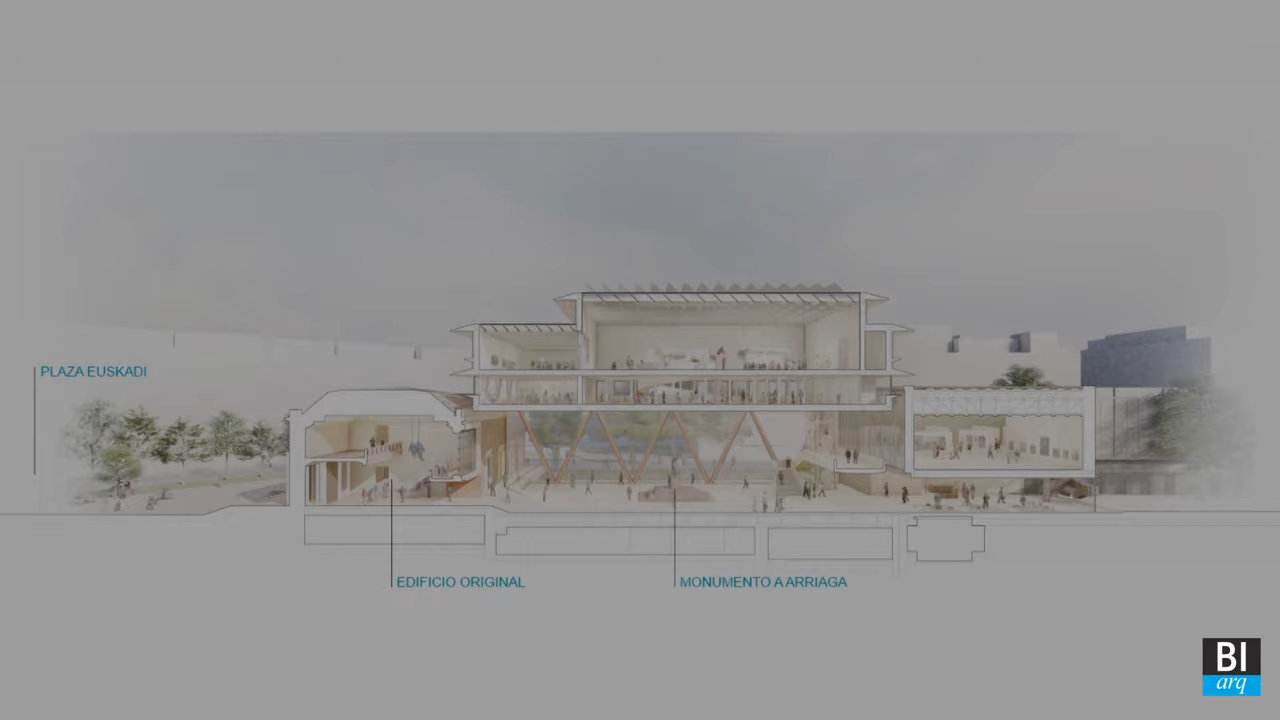 PLAZA EUSKADI
EDIFICIO ORIGINAL
MONUMENTO A ARRIAGA
BI
arq